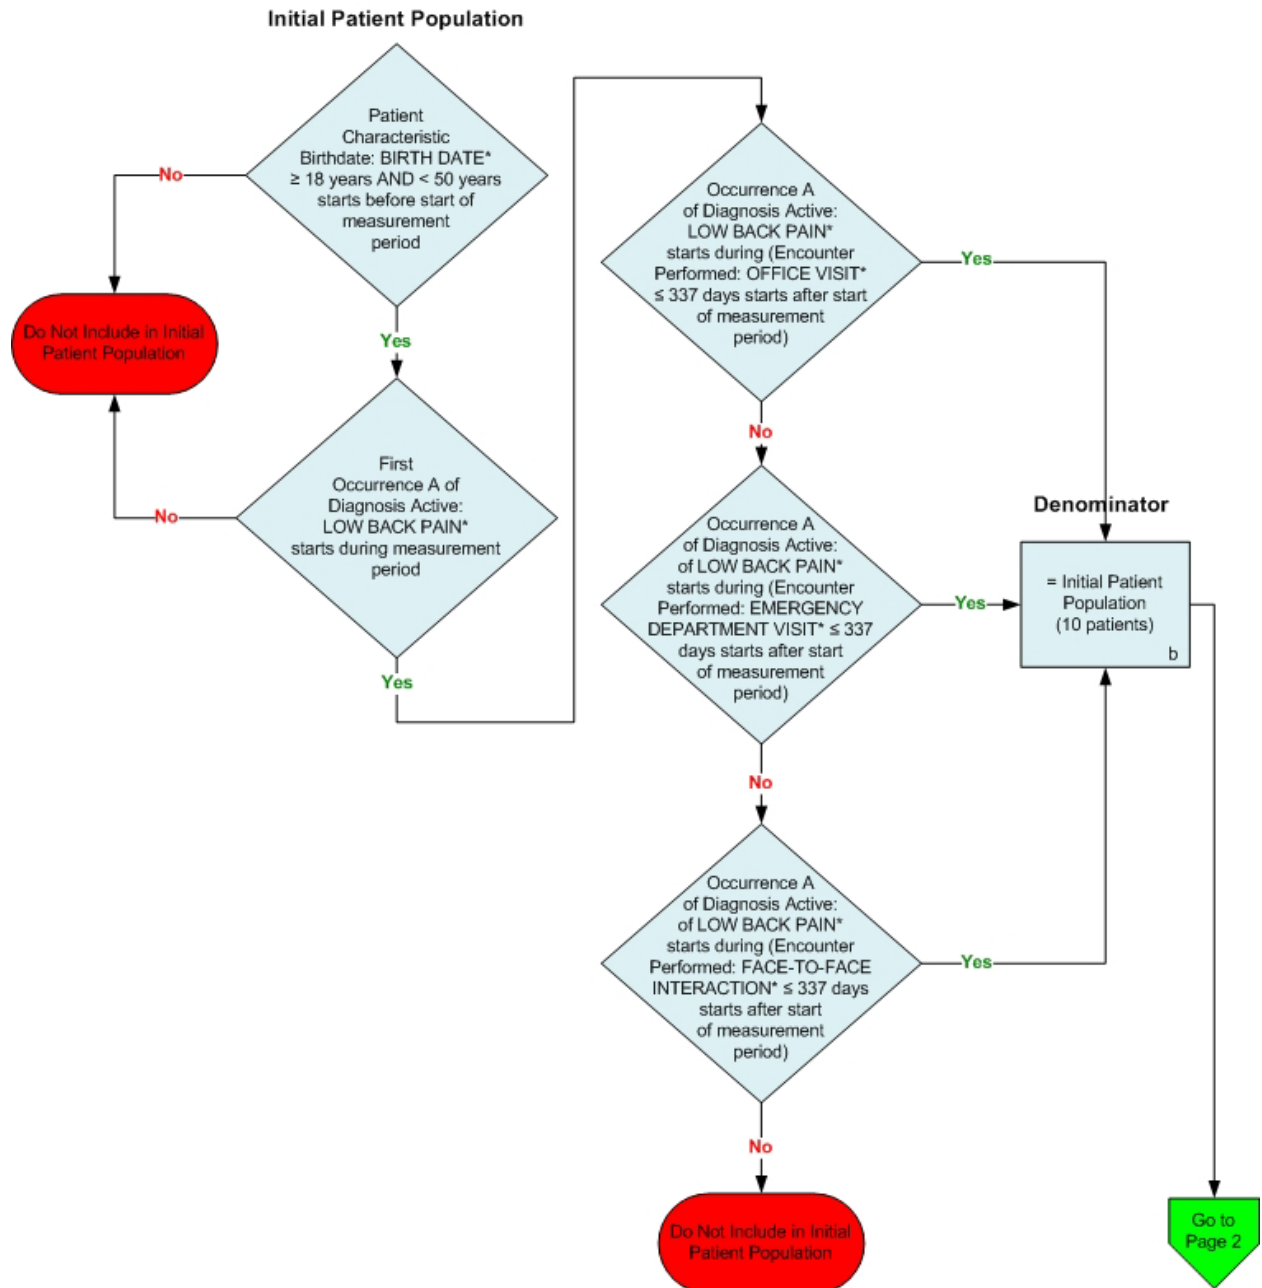 Initial Patient Population
Patient
Characteristic
Birthdate: BIRTH DATE*
≥ 18 years AND < 50 years
starts before start of
measurement
period
No
Do Not Include in Initial
Patient Population
Yes
First
Occurrence A of
Diagnosis Active:
LOW BACK PAIN*
starts during measurement
period
No
Yes
Occurrence A
of Diagnosis Active:
LOW BACK PAIN*
starts during (Encounter
Performed: OFFICE VISIT*
≤ 337 days starts after start
of measurement
period)
Yes
No
Occurrence A
of Diagnosis Active:
of LOW BACK PAIN*
starts during (Encounter
Performed: EMERGENCY
DEPARTMENT VISIT* ≤ 337
days starts after start
of measurement
period)
Yes
No
Occurrence A
of Diagnosis Active:
of LOW BACK PAIN*
starts during (Encounter
Performed: FACE-TO-FACE
INTERACTION* ≤ 337 days
starts after start
of measurement
period)
Yes
No
Do Not Include in Initial
Patient Population
Denominator
= Initial Patient
Population
(10 patients)
b
Go to
Page 2